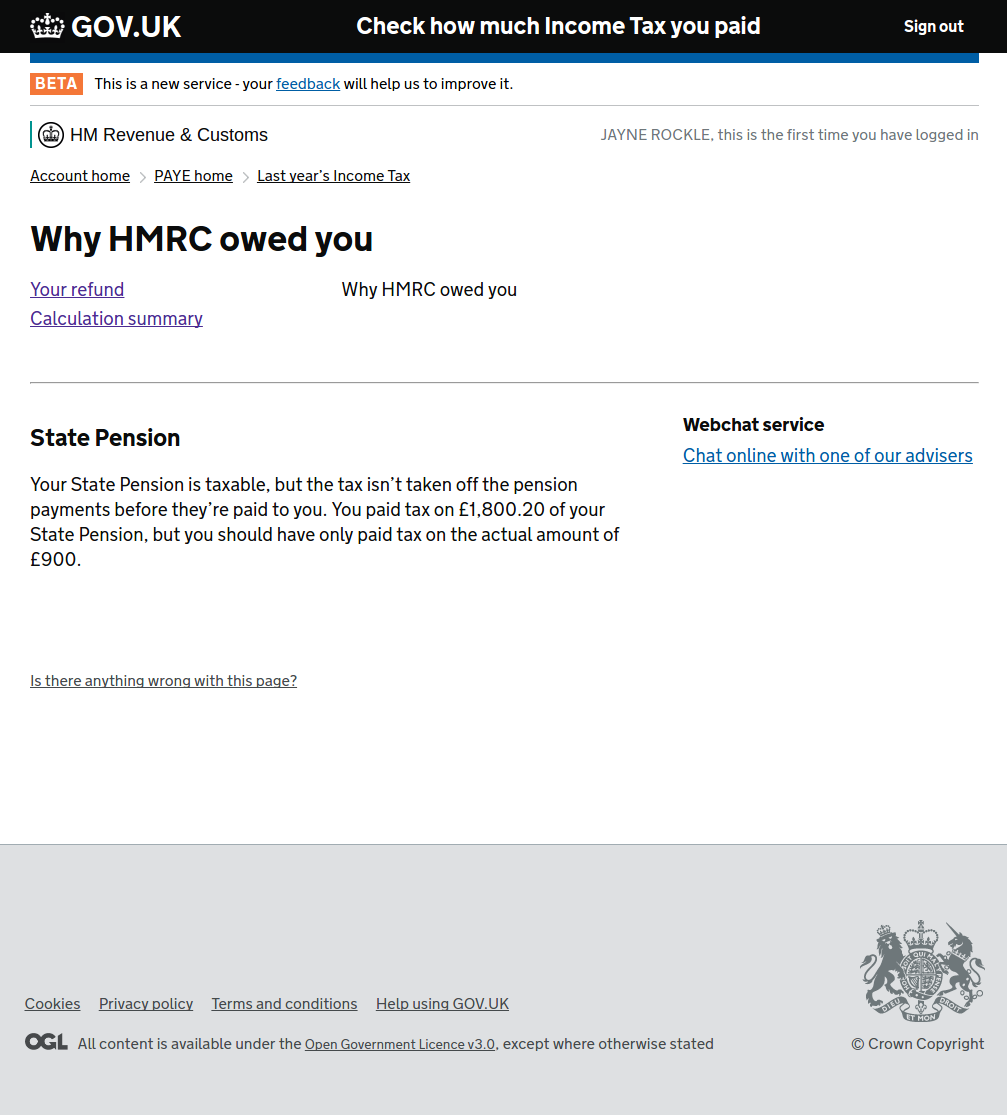 GOV.UK Check how much Income Tax you paid Sign out
BETA This is a new service - your feedback will help us to improve it.
HM Revenue & Customs JAYNE ROCKLE, this is the first time you have logged in
Account home PAYE home Last year’s Income Tax
Why HMRC owed you
Your refund Why HMRC owed you
Calculation summary
State Pension
Your State Pension is taxable, but the tax isn’t taken off the pension
payments before they’re paid to you. You paid tax on £1,800.20 of your
State Pension, but you should have only paid tax on the actual amount of
£900.
Webchat service
Chat online with one of our advisers
Is there anything wrong with this page?
Cookies Privacy policy Terms and conditions Help using GOV.UK
OGL All content is available under the Open Government Licence v3.0, except where otherwise stated
DIEU ET MON DROIT
© Crown Copyright